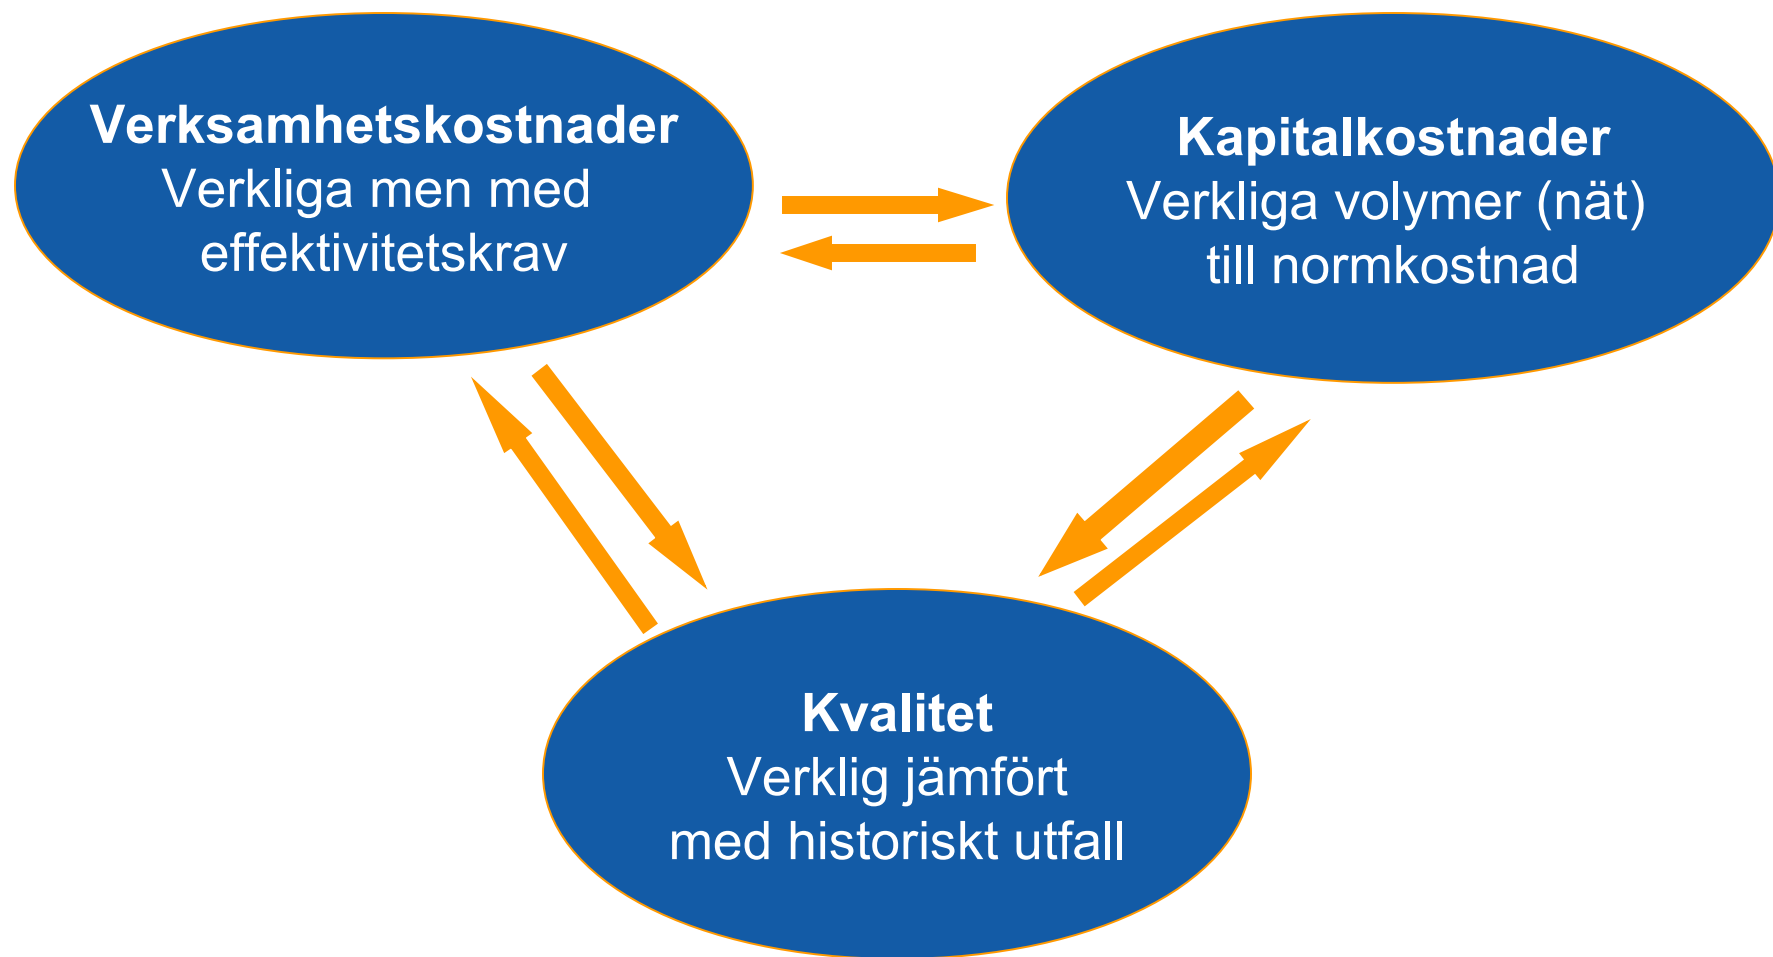 Verksamhetskostnader
Verkliga men med
effektivitetskrav
Kapitalkostnader
Verkliga volymer (nät)
till normkostnad
Kvalitet
Verklig jämfört
med historiskt utfall